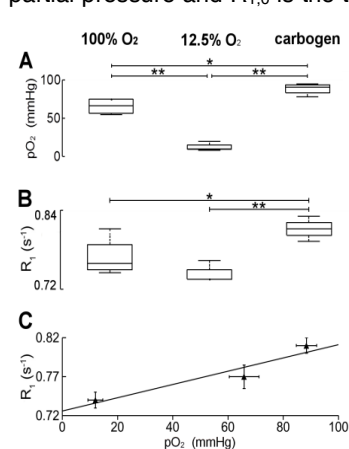 partial pressure and R1,0 is the t
100% O₂ 12.5% O₂ carbogen
A
*
** **
100
50
0
pO₂ (mmHg)
B
*
**
0.84
0.72
R₁ (s⁻¹)
C
0.82
0.77
0.72
R₁ (s⁻¹)
0 20 40 60 80 100
pO₂ (mmHg)